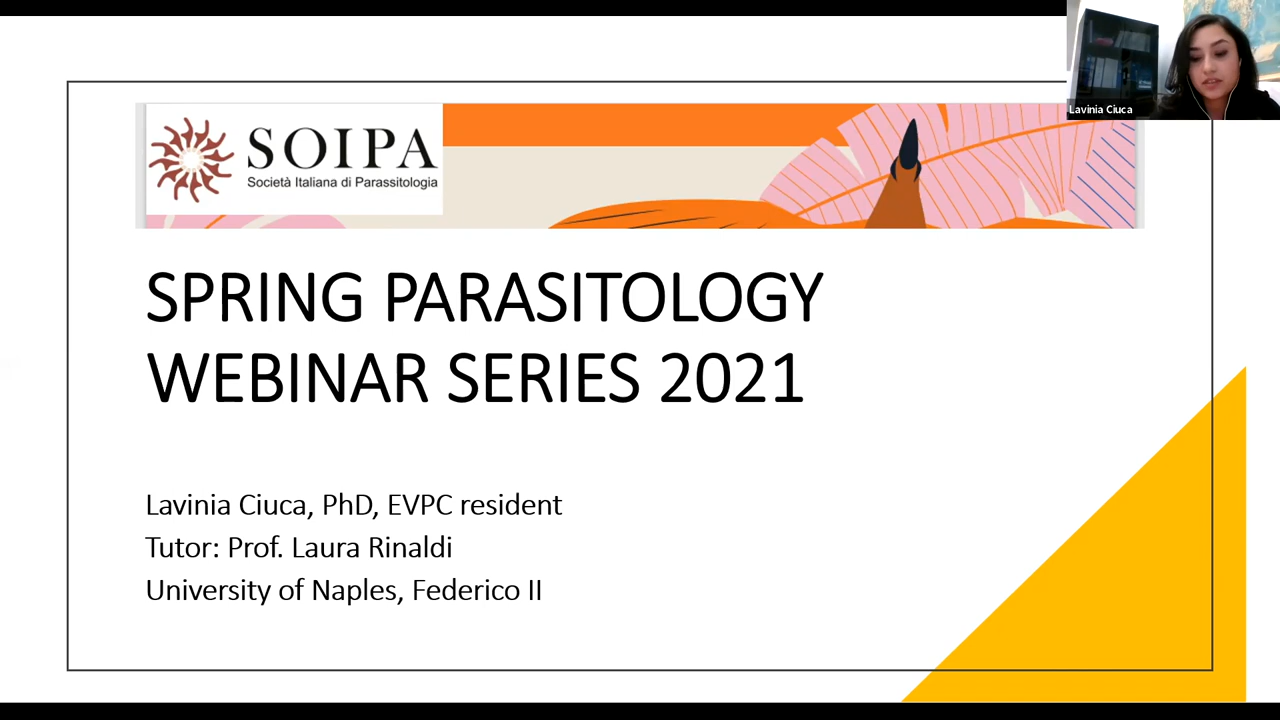 Lavinia Ciuca
SOIPA
Società Italiana di Parassitologia
SPRING PARASITOLOGY
WEBINAR SERIES 2021
Lavinia Ciuca, PhD, EVPC resident
Tutor: Prof. Laura Rinaldi
University of Naples, Federico II